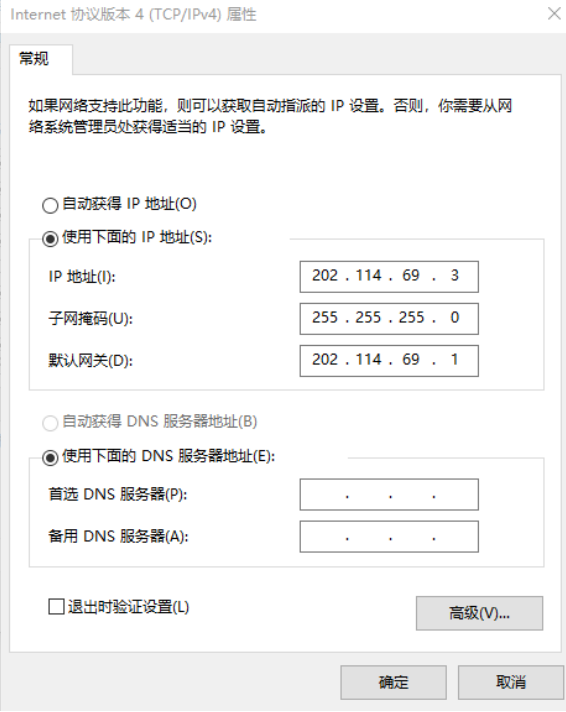 Internet 协议版本 4 (TCP/IPv4) 属性
常规
如果网络支持此功能，则可以获取自动指派的 IP 设置。否则，你需要从网
络系统管理员处获得适当的 IP 设置。
自动获得 IP 地址(O)
使用下面的 IP 地址(S):
IP 地址(I): 202 . 114 . 69 . 3
子网掩码(U): 255 . 255 . 255 . 0
默认网关(D): 202 . 114 . 69 . 1
自动获得 DNS 服务器地址(B)
使用下面的 DNS 服务器地址(E):
首选 DNS 服务器(P): . . .
备用 DNS 服务器(A): . . .
退出时验证设置(L)
高级(V)...
确定 取消